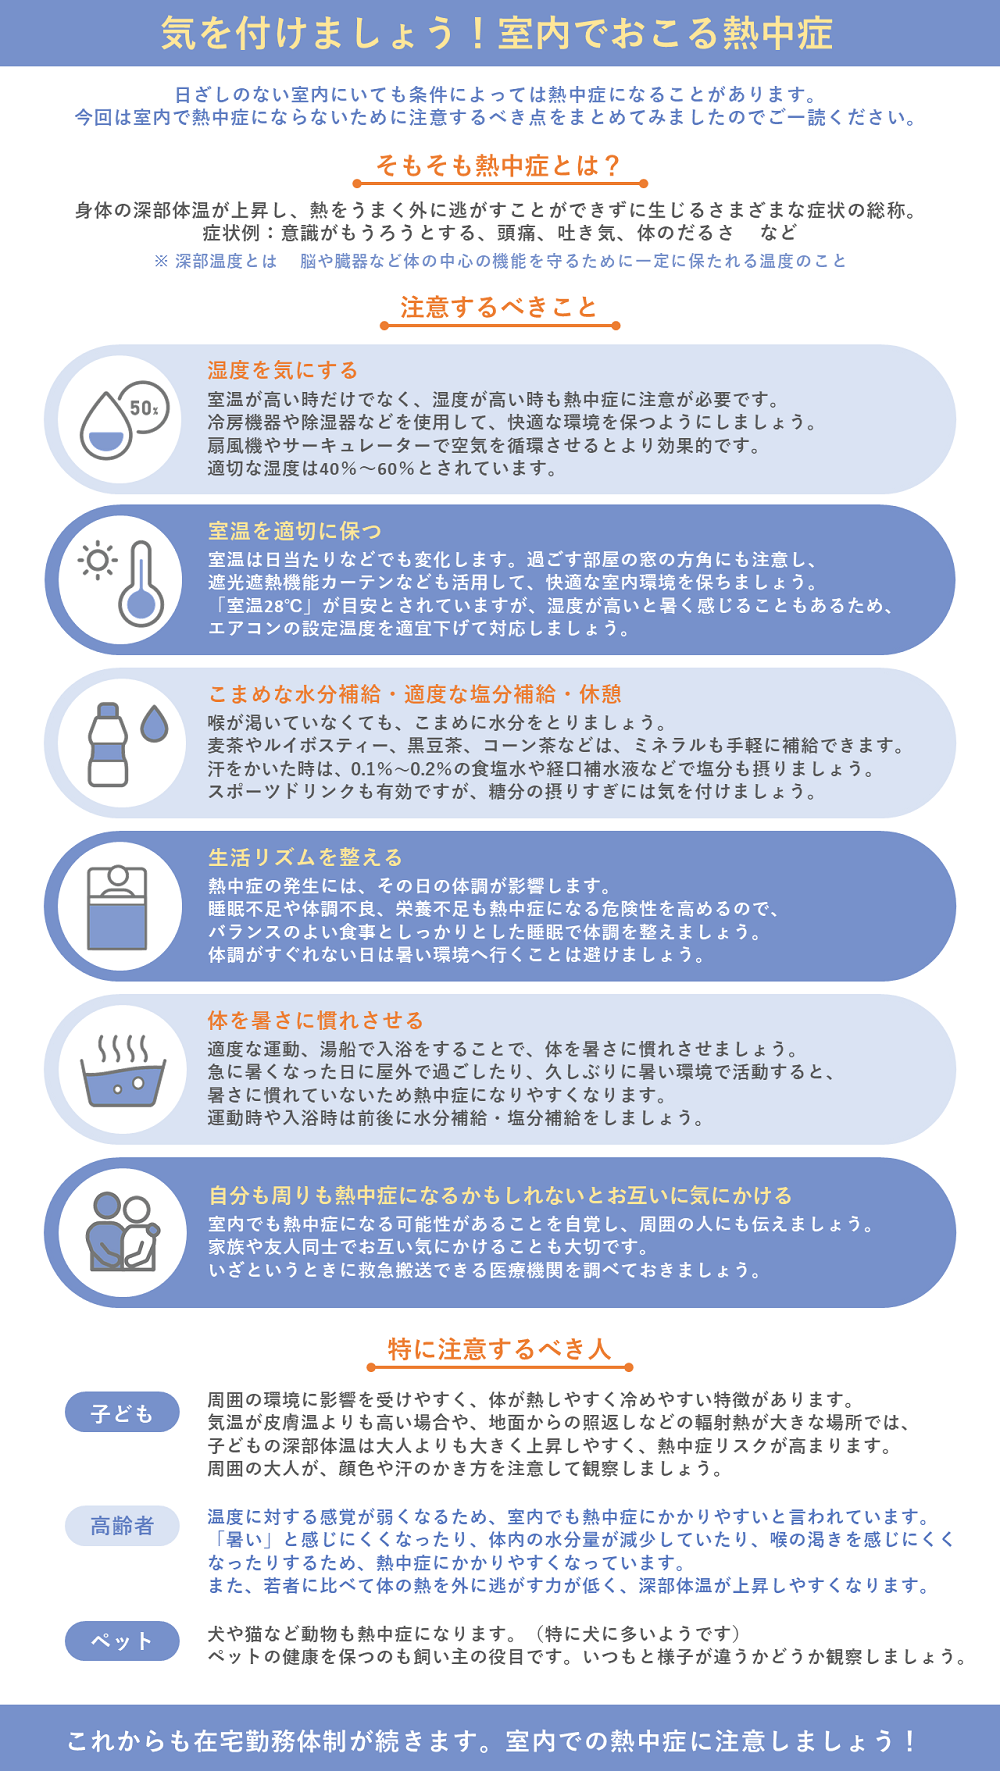 気を付けましょう！室内でおこる熱中症
日ざしのない室内にいても条件によっては熱中症になることがあります。
今回は室内で熱中症にならないために注意するべき点をまとめてみましたのでご一読ください。
そもそも熱中症とは？
身体の深部体温が上昇し、熱をうまく外に逃がすことができずに生じるさまざまな症状の総称。
症状例：意識がもうろうとする、頭痛、吐き気、体のだるさ　など
※ 深部温度とは　脳や臓器など体の中心の機能を守るために一定に保たれる温度のこと
注意するべきこと
50%
湿度を気にする
室温が高い時だけでなく、湿度が高い時も熱中症に注意が必要です。
冷房機器や除湿器などを使用して、快適な環境を保つようにしましょう。
扇風機やサーキュレーターで空気を循環させるとより効果的です。
適切な湿度は40％～60％とされています。
室温を適切に保つ
室温は日当たりなどでも変化します。過ごす部屋の窓の方角にも注意し、
遮光遮熱機能カーテンなども活用して、快適な室内環境を保ちましょう。
「室温28℃」が目安とされていますが、湿度が高いと暑く感じることもあるため、
エアコンの設定温度を適宜下げて対応しましょう。
こまめな水分補給・適度な塩分補給・休憩
喉が渇いていなくても、こまめに水分をとりましょう。
麦茶やルイボスティー、黒豆茶、コーン茶などは、ミネラルも手軽に補給できます。
汗をかいた時は、0.1％～0.2％の食塩水や経口補水液などで塩分も摂りましょう。
スポーツドリンクも有効ですが、糖分の摂りすぎには気を付けましょう。
生活リズムを整える
熱中症の発生には、その日の体調が影響します。
睡眠不足や体調不良、栄養不足も熱中症になる危険性を高めるので、
バランスのよい食事としっかりとした睡眠で体調を整えましょう。
体調がすぐれない日は暑い環境へ行くことは避けましょう。
体を暑さに慣れさせる
適度な運動、湯船で入浴をすることで、体を暑さに慣れさせましょう。
急に暑くなった日に屋外で過ごしたり、久しぶりに暑い環境で活動すると、
暑さに慣れていないため熱中症になりやすくなります。
運動時や入浴時は前後に水分補給・塩分補給をしましょう。
自分も周りも熱中症になるかもしれないとお互いに気にかける
室内でも熱中症になる可能性があることを自覚し、周囲の人にも伝えましょう。
家族や友人同士でお互い気にかけることも大切です。
いざというときに救急搬送できる医療機関を調べておきましょう。
特に注意するべき人
子ども
周囲の環境に影響を受けやすく、体が熱しやすく冷めやすい特徴があります。
気温が皮膚温よりも高い場合や、地面からの照返しなどの輻射熱が大きな場所では、
子どもの深部体温は大人よりも大きく上昇しやすく、熱中症リスクが高まります。
周囲の大人が、顔色や汗のかき方を注意して観察しましょう。
高齢者
温度に対する感覚が弱くなるため、室内でも熱中症にかかりやすいと言われています。
「暑い」と感じにくくなったり、体内の水分量が減少していたり、喉の渇きを感じにくく
なったりするため、熱中症にかかりやすくなっています。
また、若者に比べて体の熱を外に逃がす力が低く、深部体温が上昇しやすくなります。
ペット
犬や猫など動物も熱中症になります。（特に犬に多いようです）
ペットの健康を保つのも飼い主の役目です。いつもと様子が違うかどうか観察しましょう。
これからも在宅勤務体制が続きます。室内での熱中症に注意しましょう！